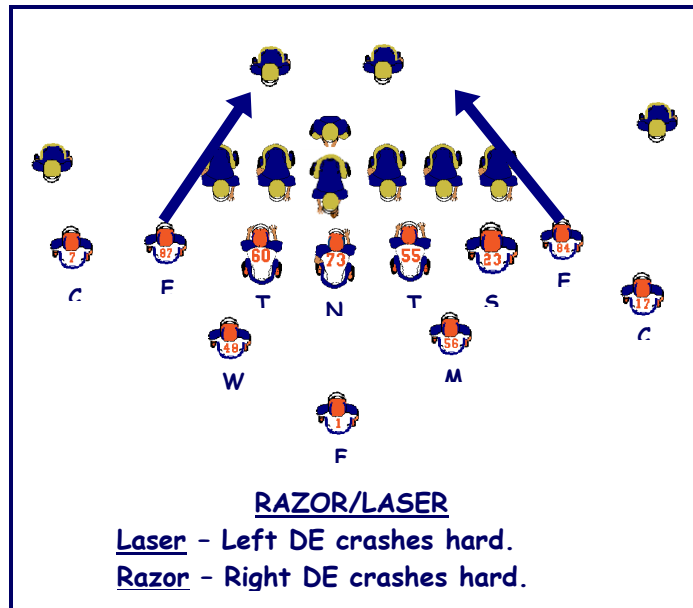 7 87 60 73 55 23 84
17
C F T N T S F
C
48 56
W M
1
F
RAZOR/LASER
Laser – Left DE crashes hard.
Razor – Right DE crashes hard.